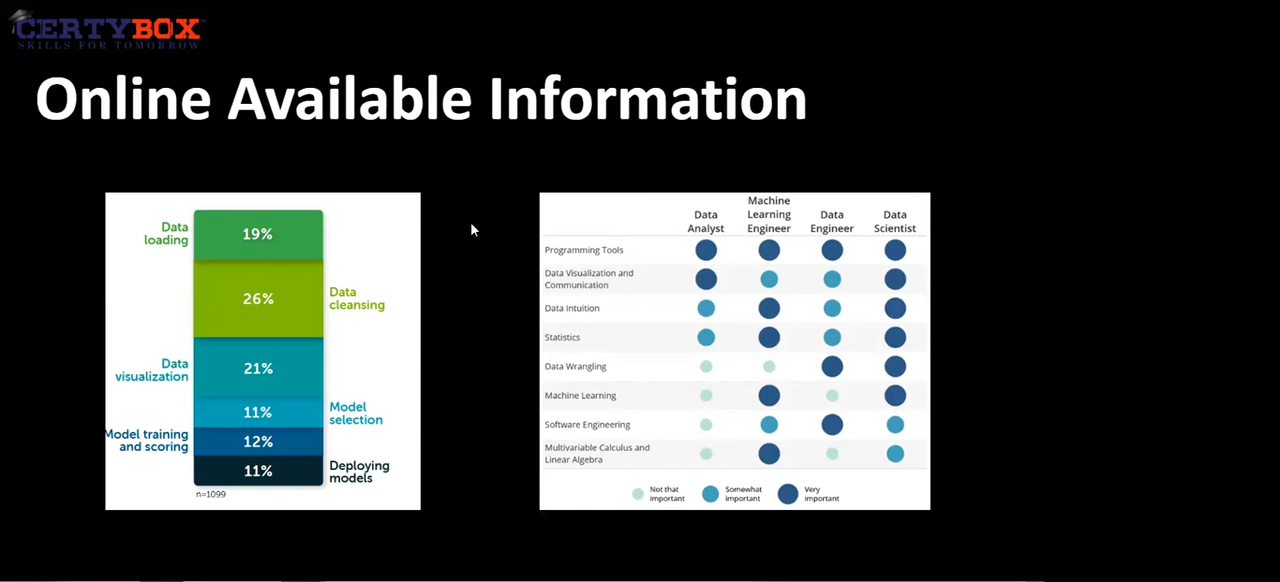 CERTYBOX
SKILLS FOR TOMORROW
Online Available Information
Data
loading
19%
26%
Data
cleansing
Data
visualization
21%
11%
Model
selection
Model training
and scoring
12%
11%
Deploying
models
n=1099
Data
Analyst
Machine
Learning
Engineer
Data
Engineer
Data
Scientist
Programming Tools
Data Visualization and
Communication
Data Intuition
Statistics
Data Wrangling
Machine Learning
Software Engineering
Multivariable Calculus and
Linear Algebra
Not that
important
Somewhat
important
Very
important